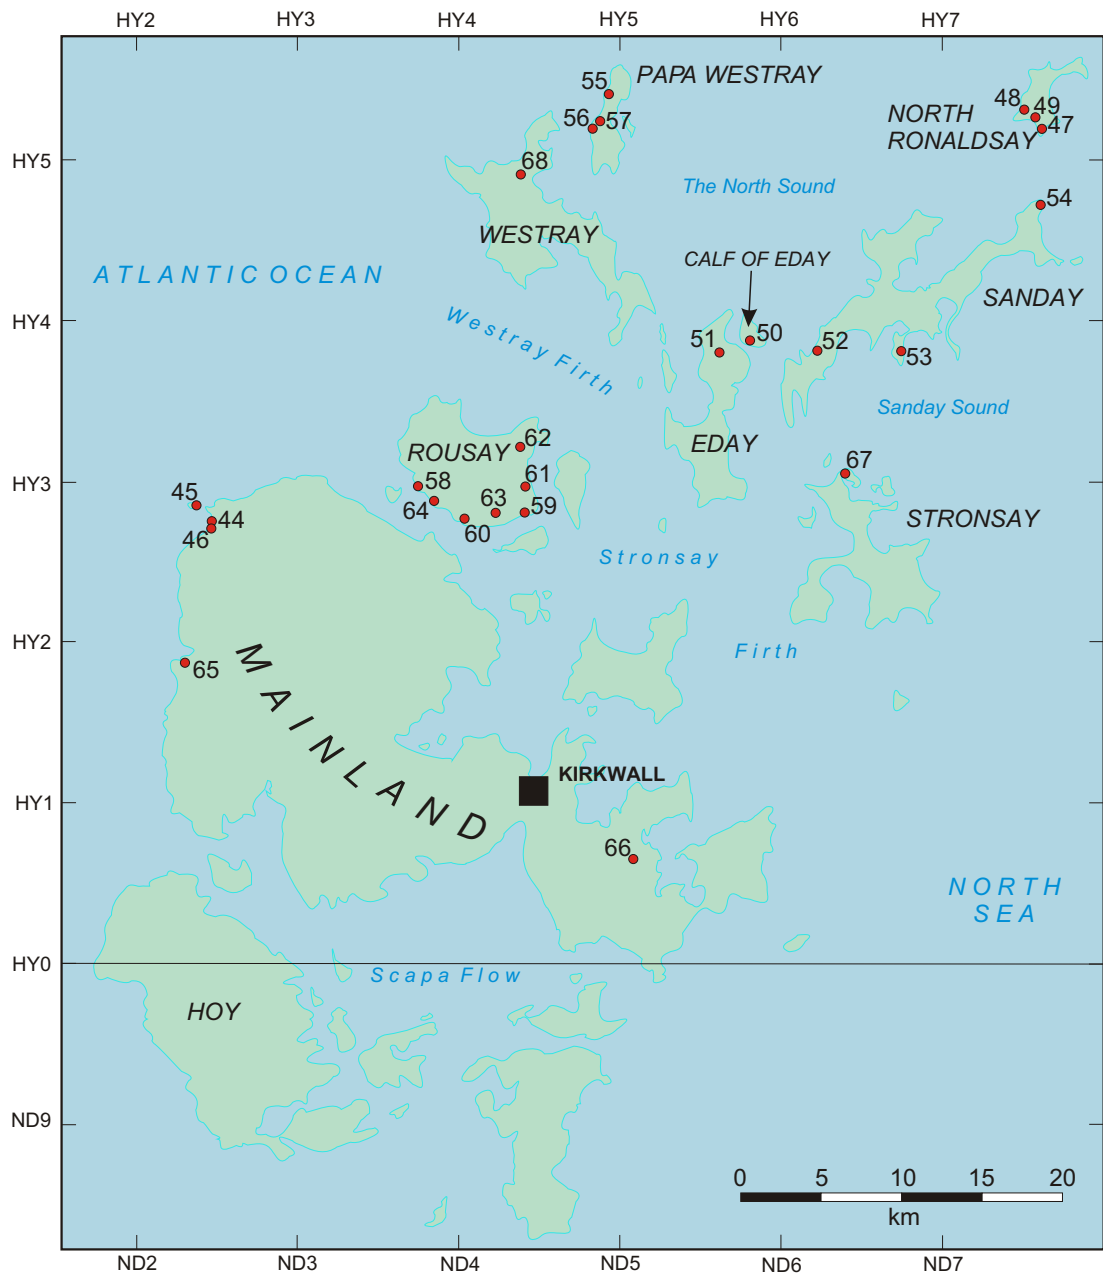 HY2 HY3 HY4 HY5 HY6 HY7
55 PAPA WESTRAY
48 49
56 57 NORTH 47
RONALDSAY
HY5 68
The North Sound
54
WESTRAY
CALF OF EDAY
ATLANTIC OCEAN
SANDAY
HY4
Westray Firth
51 50 52 53
Sanday Sound
62 EDAY
ROUSAY
67
HY3 58 61
45
64 63 59
44 STRONSAY
46 60
Stronsay
HY2
Firth
65
MAINLAND
KIRKWALL
HY1
66
NORTH
SEA
HY0
Scapa Flow
HOY
ND9
0 5 10 15 20
km
ND2 ND3 ND4 ND5 ND6 ND7